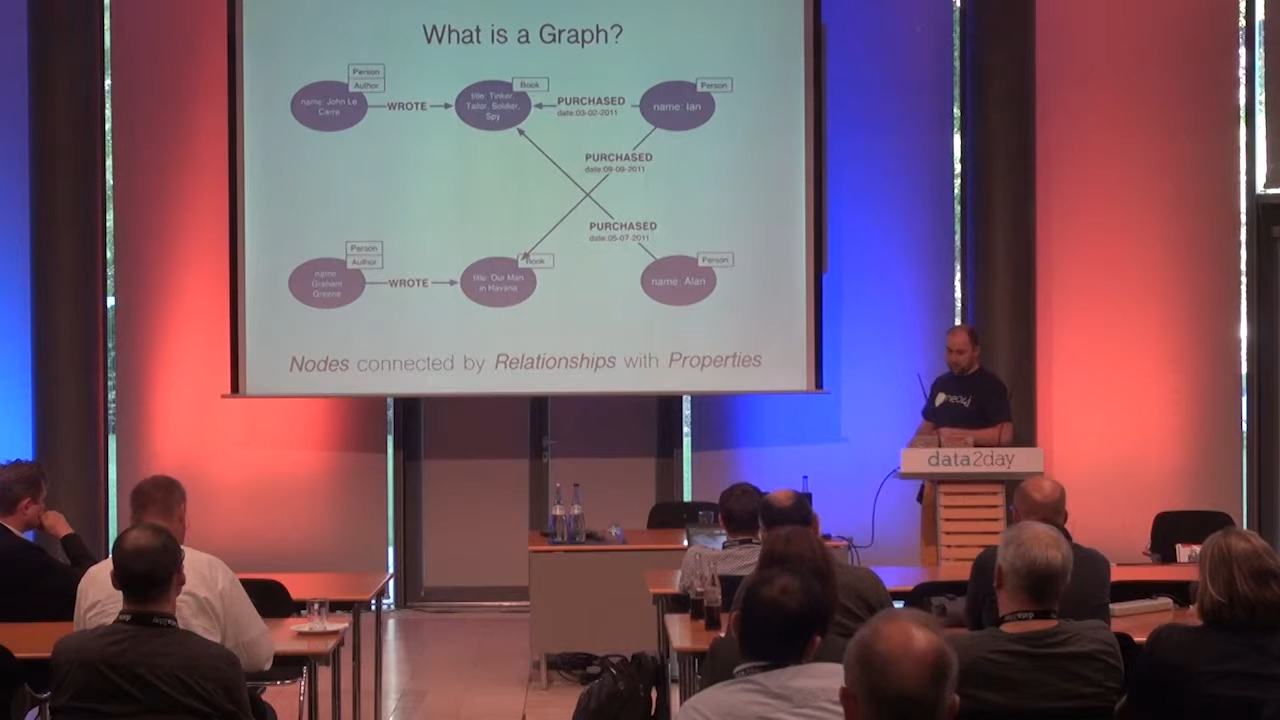 What is a Graph?
Person
Author
name: John Le
Carre
WROTE
Book
title: Tinker,
Tailor, Soldier,
Spy
PURCHASED
date:03-02-2011
Person
name: Ian
PURCHASED
date:09-09-2011
PURCHASED
date:05-07-2011
Person
Author
name:
Graham
Greene
WROTE
Book
title: Our Man
in Havana
Person
name: Alan
Nodes connected by Relationships with Properties
neo4j
data2day